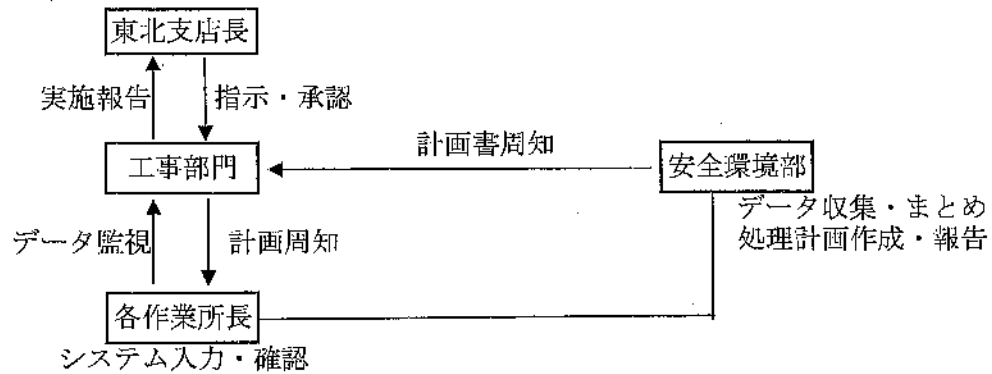 東北支店長
実施報告
指示・承認
計画書周知
工事部門
安全環境部
データ収集・まとめ
処理計画作成・報告
データ監視
計画周知
各作業所長
システム入力・確認